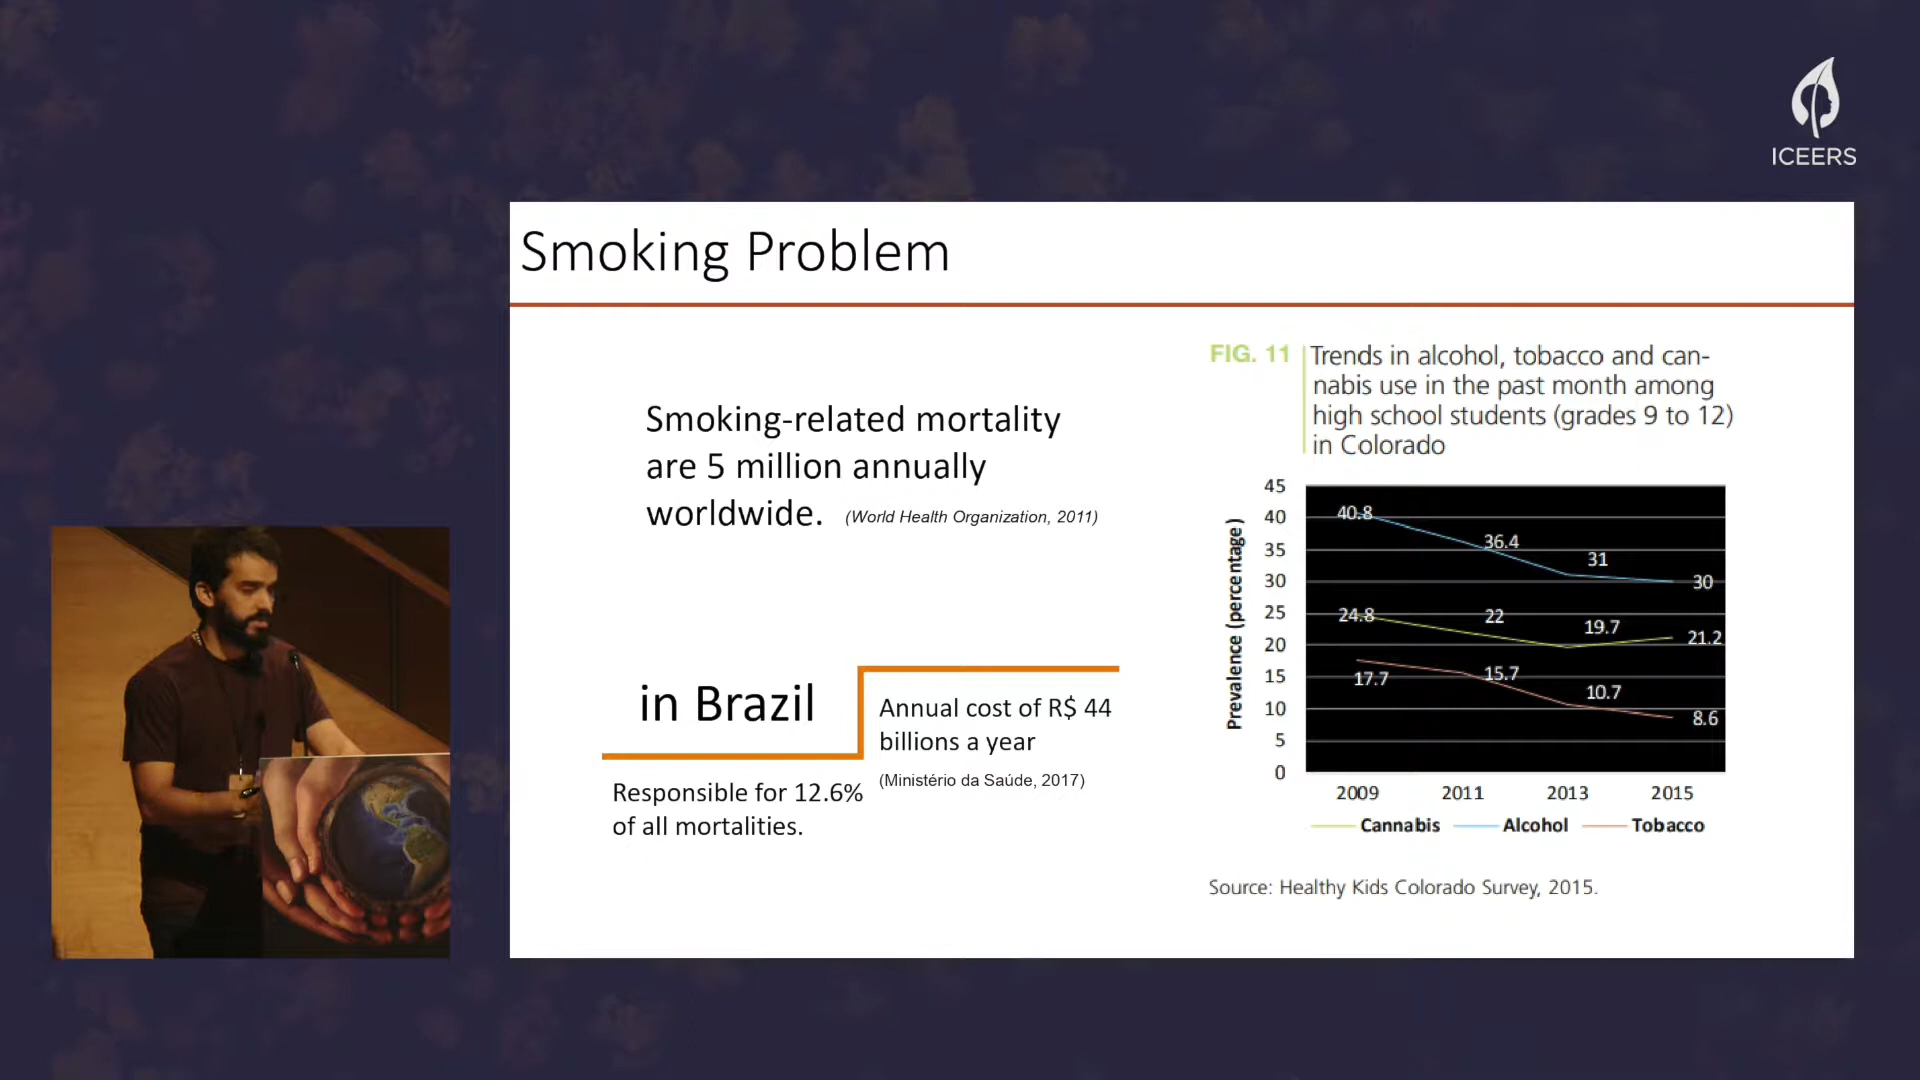 ICEERS
Smoking Problem
Smoking-related mortality
are 5 million annually
worldwide. (World Health Organization, 2011)
in Brazil
Annual cost of R$ 44
billions a year
(Ministério da Saúde, 2017)
Responsible for 12.6%
of all mortalities.
FIG. 11
Trends in alcohol, tobacco and can-
nabis use in the past month among
high school students (grades 9 to 12)
in Colorado
Prevalence (percentage)
45
40
35
30
25
20
15
10
5
0
40.8
36.4
31
30
24.8
22
19.7
21.2
17.7
15.7
10.7
8.6
2009 2011 2013 2015
Cannabis Alcohol Tobacco
Source: Healthy Kids Colorado Survey, 2015.